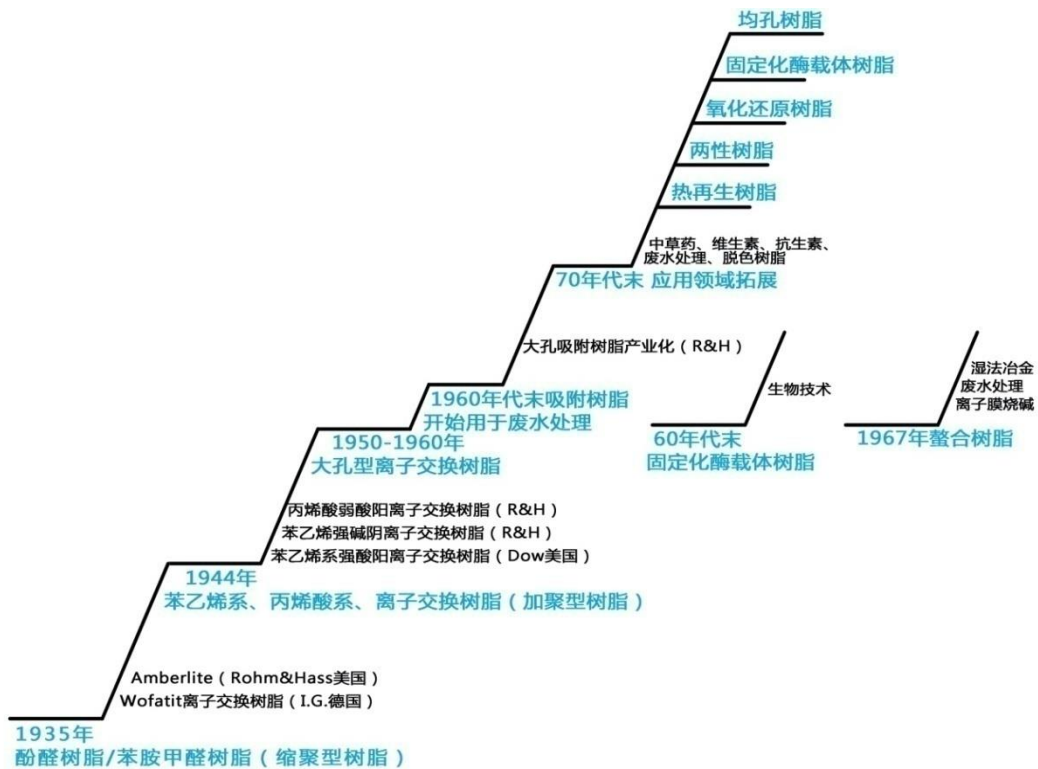 均孔树脂
固定化酶载体树脂
氧化还原树脂
两性树脂
热再生树脂
中草药、维生素、抗生素、
废水处理、脱色树脂
70年代末 应用领域拓展
大孔吸附树脂产业化（R&H）
1960年代末吸附树脂
开始用于废水处理
生物技术
60年代末
固定化酶载体树脂
湿法冶金
废水处理
离子膜烧碱
1967年螯合树脂
1950-1960年
大孔型离子交换树脂
丙烯酸弱酸阳离子交换树脂（R&H）
苯乙烯强碱阴离子交换树脂（R&H）
苯乙烯系强酸阳离子交换树脂（Dow美国）
1944年
苯乙烯系、丙烯酸系、离子交换树脂（加聚型树脂）
Amberlite（Rohm&Hass美国）
Wofatit离子交换树脂（I.G.德国）
1935年
酚醛树脂/苯胺甲醛树脂（缩聚型树脂）